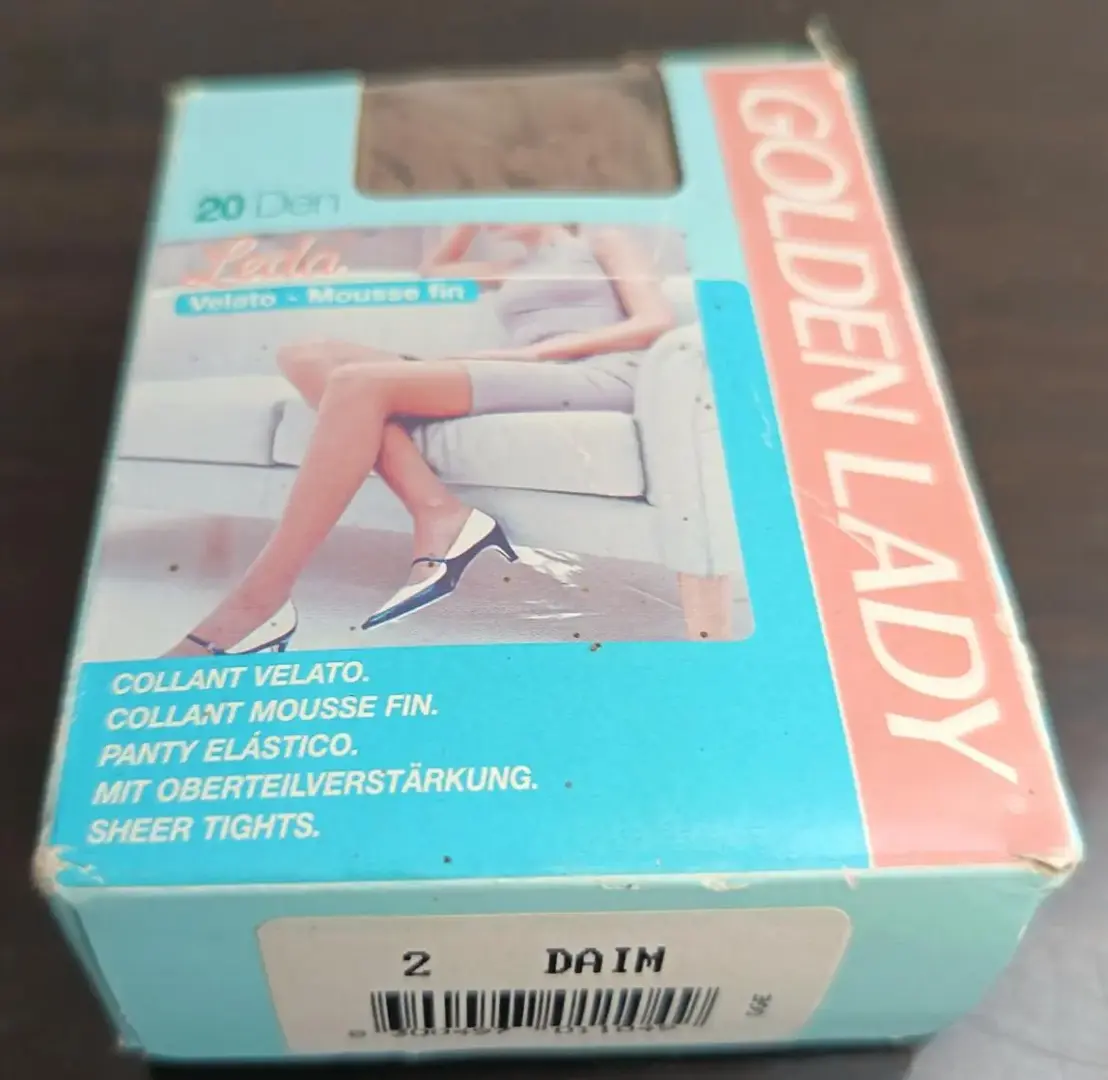 20 Den
Leda
Velato - Mousse fin
GOLDEN LADY
COLLANT VELATO.
COLLANT MOUSSE FIN.
PANTY ELÁSTICO.
MIT OBERTEILVERSTÄRKUNG.
SHEER TIGHTS.
2 DAIM